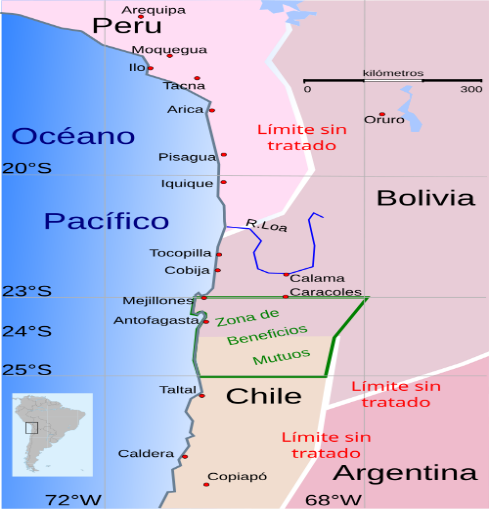 Arequipa
Peru
Moquegua
Ilo
Tacna
Arica
kilómetros
0
300
Oruro
Océano
Límite sin
tratado
Pisagua
20°S
Iquique
Bolivia
Pacífico
R.Loa
Tocopilla
Cobija
Calama
23°S
Caracoles
Mejillones
Antofagasta
Zona de
Beneficios
Mutuos
24°S
25°S
Taltal
Chile
Límite sin
tratado
Límite sin
tratado
Caldera
Copiapó
Argentina
72°W
68°W